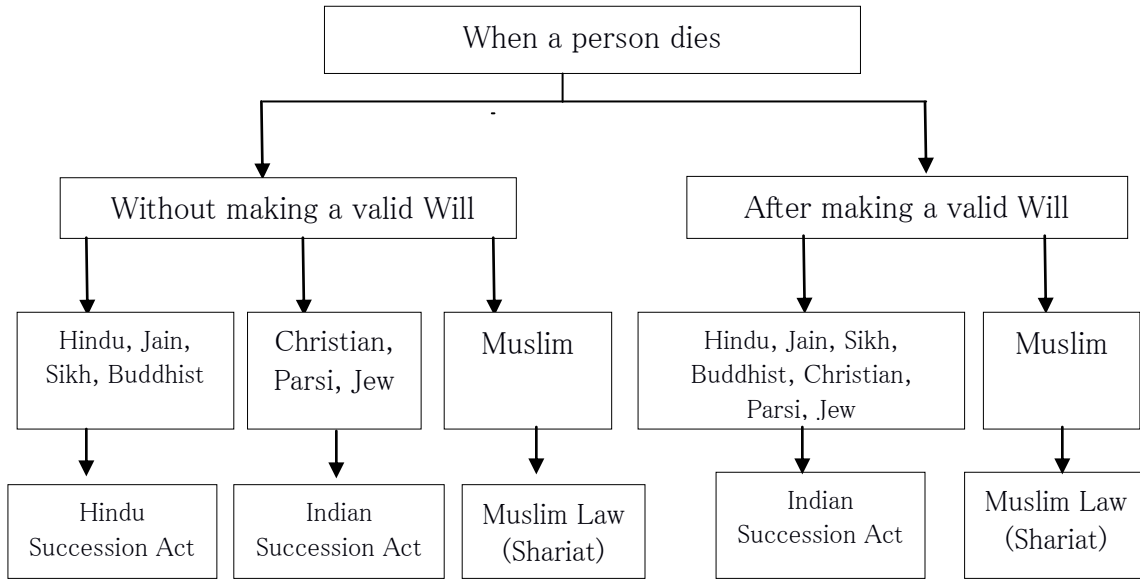 When a person dies
Without making a valid Will
After making a valid Will
Hindu, Jain,
Sikh, Buddhist
Christian,
Parsi, Jew
Muslim
Hindu, Jain, Sikh,
Buddhist, Christian,
Parsi, Jew
Muslim
Hindu
Succession Act
Indian
Succession Act
Muslim Law
(Shariat)
Indian
Succession Act
Muslim Law
(Shariat)